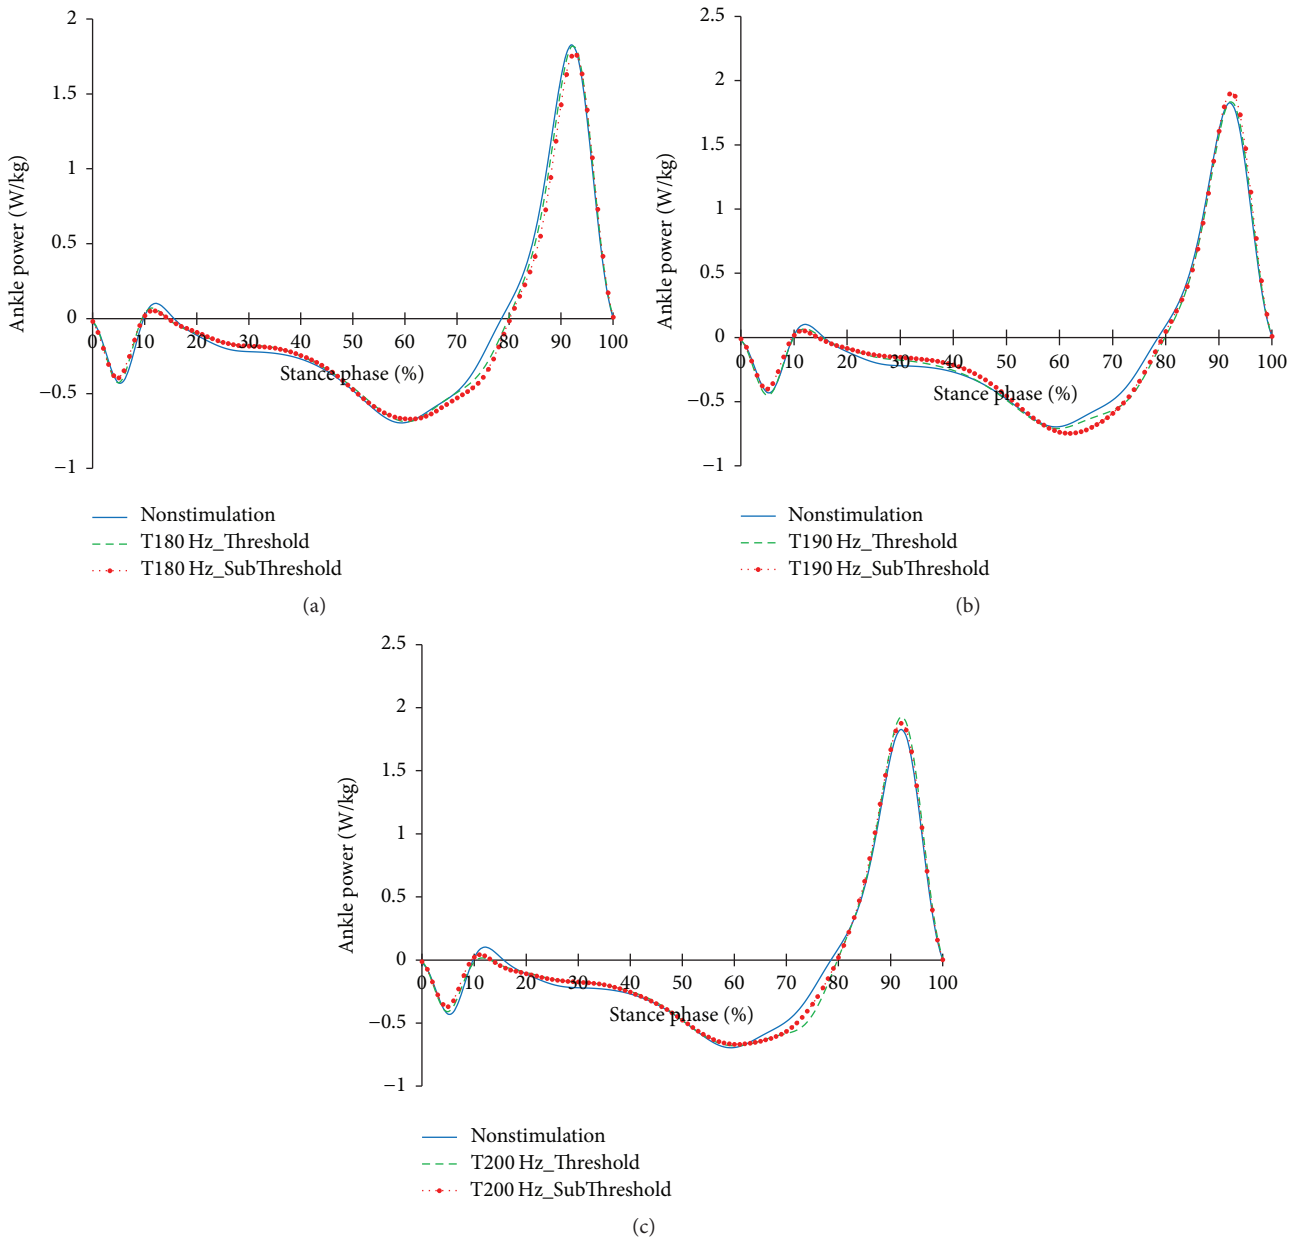 2
1.5
1
0.5
0
−0.5
−1
Ankle power (W/kg)
0 10 20 30 40 50 60 70 80 90 100
Stance phase (%)
Nonstimulation
T180 Hz_Threshold
T180 Hz_SubThreshold
(a)
2.5
2
1.5
1
0.5
0
−0.5
−1
Ankle power (W/kg)
0 10 20 30 40 50 60 70 80 90 100
Stance phase (%)
Nonstimulation
T190 Hz_Threshold
T190 Hz_SubThreshold
(b)
2.5
2
1.5
1
0.5
0
−0.5
−1
Ankle power (W/kg)
0 10 20 30 40 50 60 70 80 90 100
Stance phase (%)
Nonstimulation
T200 Hz_Threshold
T200 Hz_SubThreshold
(c)